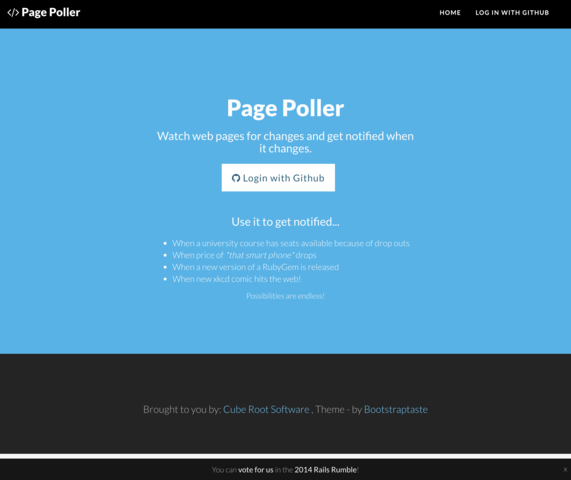 </> Page Poller
HOME LOG IN WITH GITHUB
Page Poller
Watch web pages for changes and get notified when
it changes.
Login with Github
Use it to get notified...
• When a university course has seats available because of drop outs
• When price of "that smart phone" drops
• When a new version of a RubyGem is released
• When new xkcd comic hits the web!
Possibilities are endless!
Brought to you by: Cube Root Software , Theme - by Bootstraptaste
You can vote for us in the 2014 Rails Rumble!
x